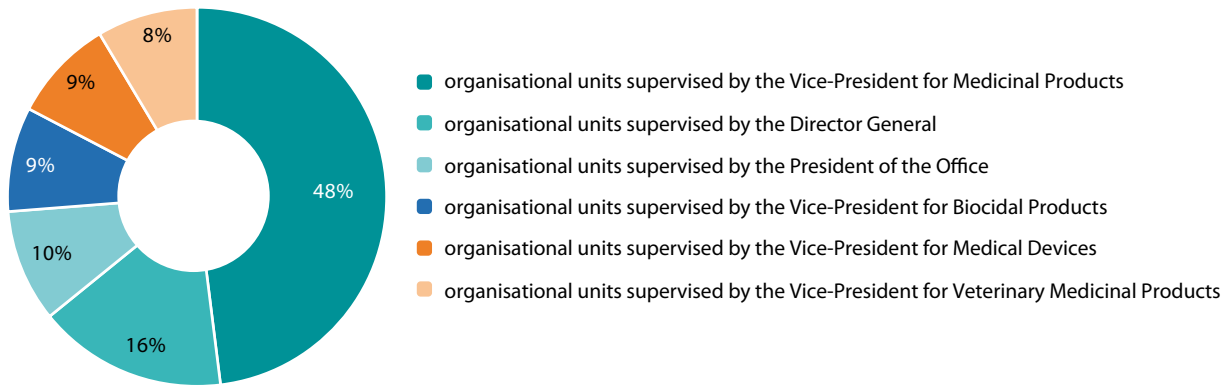 8%
9%
9%
10%
16%
48%
organisational units supervised by the Vice-President for Medicinal Products
organisational units supervised by the Director General
organisational units supervised by the President of the Office
organisational units supervised by the Vice-President for Biocidal Products
organisational units supervised by the Vice-President for Medical Devices
organisational units supervised by the Vice-President for Veterinary Medicinal Products